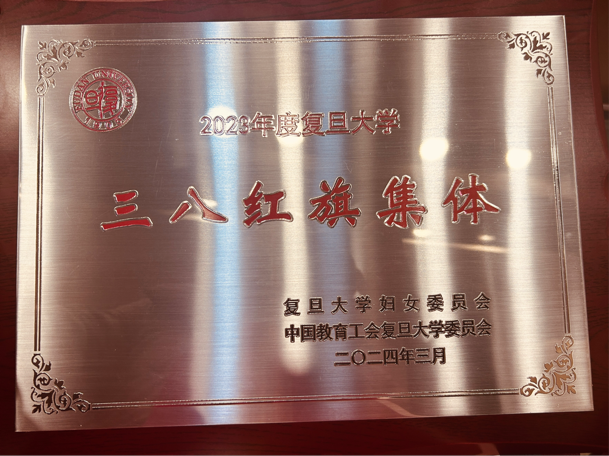 2023年度复旦大学
三八红旗集体
复旦大学妇女委员会
中国教育工会复旦大学委员会
二〇二四年三月